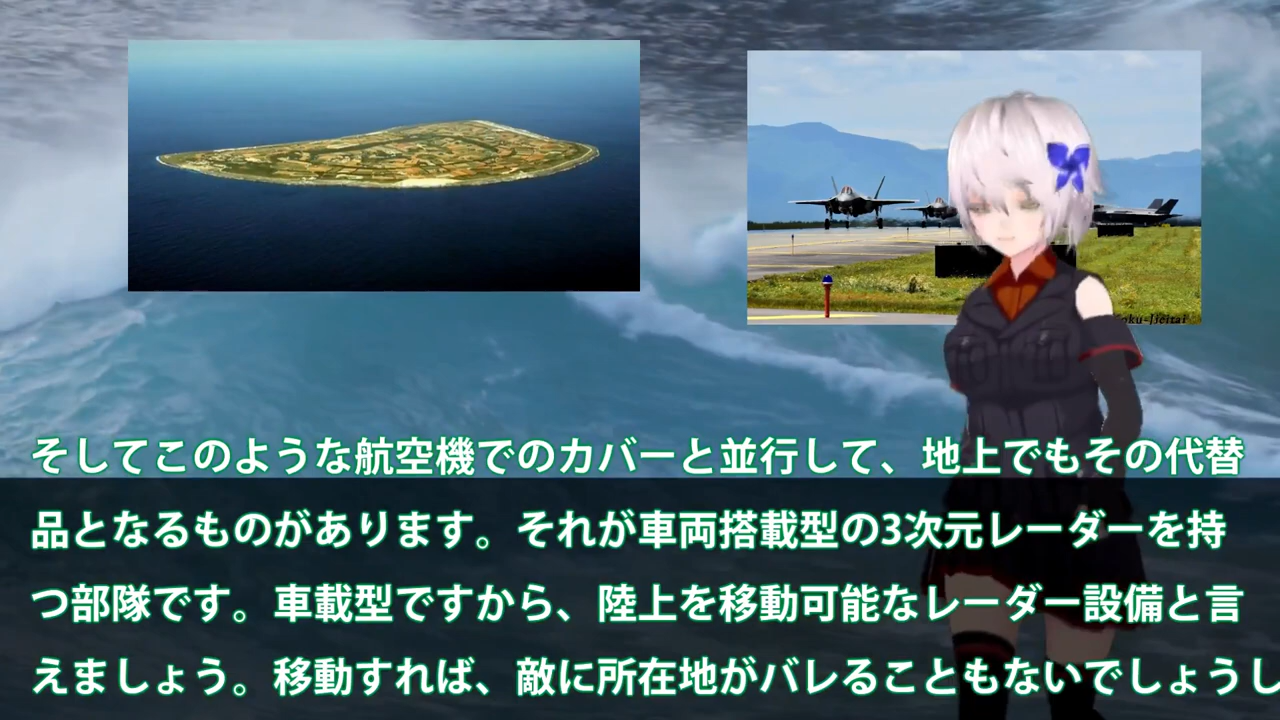 そしてこのような航空機でのカバーと並行して、地上でもその代替
品となるものがあります。それが車両搭載型の3次元レーダーを持
つ部隊です。車載型ですから、陸上を移動可能なレーダー設備と言
えましょう。移動すれば、敵に所在地がバレることもないでしょうし